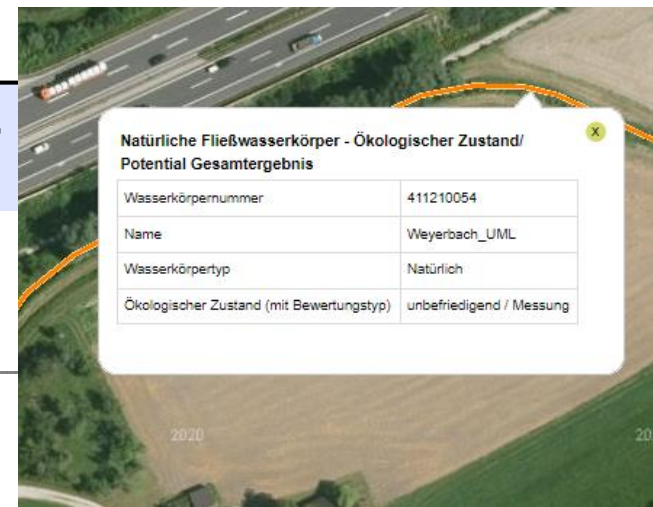 Natürliche Fließwasserkörper - Ökologischer Zustand/
Potential Gesamtergebnis
X
Wasserkörpernummer 411210054
Name Weyerbach_UML
Wasserkörpertyp Natürlich
Ökologischer Zustand (mit Bewertungstyp) unbefriedigend / Messung
2020
20